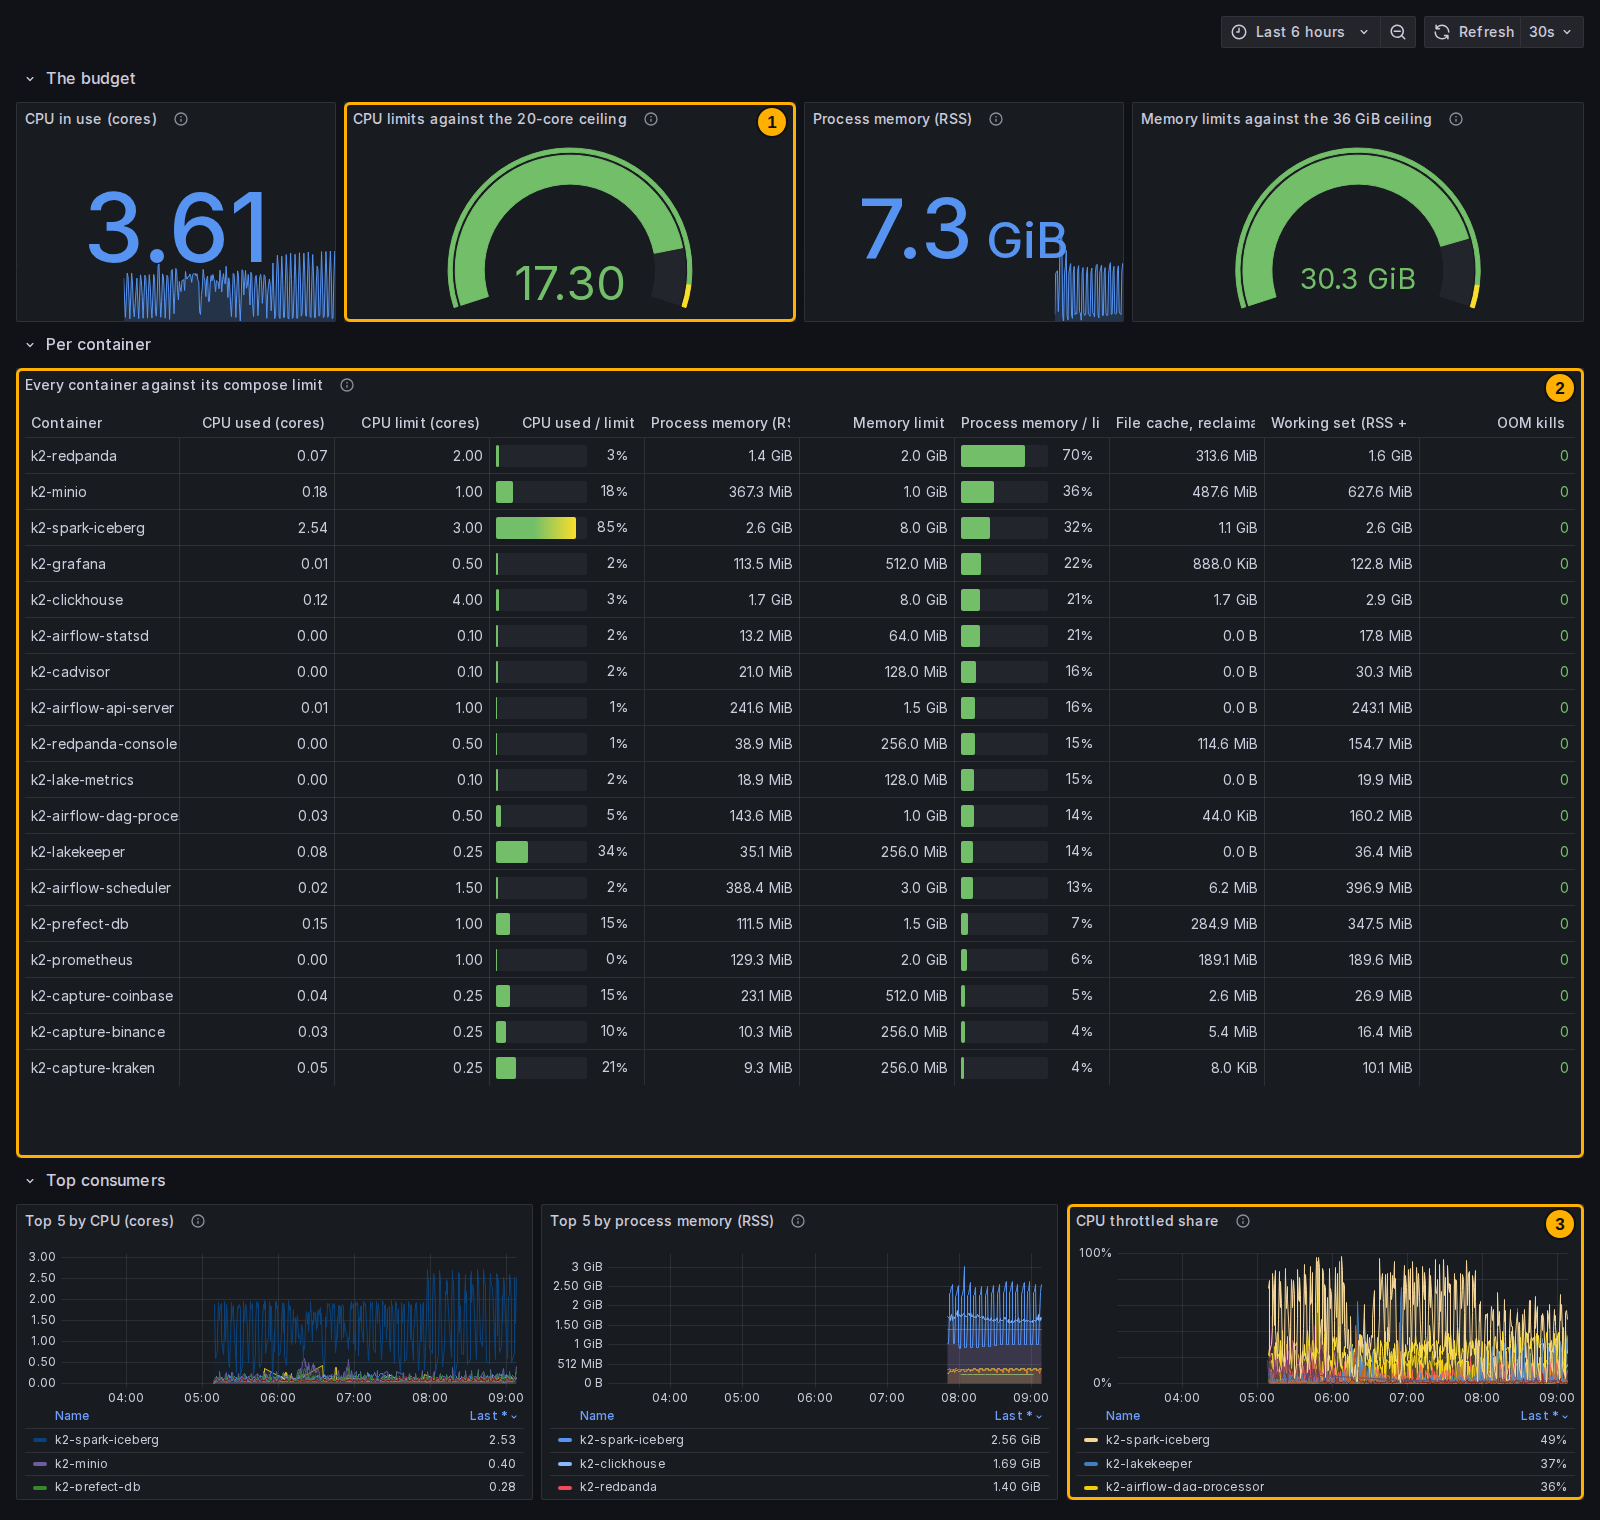 Last 6 hours
Refresh 30s
The budget
CPU in use (cores)
3.61
CPU limits against the 20-core ceiling
1
17.30
Process memory (RSS)
7.3 GiB
Memory limits against the 36 GiB ceiling
30.3 GiB
Per container
Every container against its compose limit
2
Container CPU used (cores) CPU limit (cores) CPU used / limit Process memory (RS Memory limit Process memory / li File cache, reclaima Working set (RSS + OOM kills
k2-redpanda 0.07 2.00 3% 1.4 GiB 2.0 GiB 70% 313.6 MiB 1.6 GiB 0
k2-minio 0.18 1.00 18% 367.3 MiB 1.0 GiB 36% 487.6 MiB 627.6 MiB 0
k2-spark-iceberg 2.54 3.00 85% 2.6 GiB 8.0 GiB 32% 1.1 GiB 2.6 GiB 0
k2-grafana 0.01 0.50 2% 113.5 MiB 512.0 MiB 22% 888.0 KiB 122.8 MiB 0
k2-clickhouse 0.12 4.00 3% 1.7 GiB 8.0 GiB 21% 1.7 GiB 2.9 GiB 0
k2-airflow-statsd 0.00 0.10 2% 13.2 MiB 64.0 MiB 21% 0.0 B 17.8 MiB 0
k2-cadvisor 0.00 0.10 2% 21.0 MiB 128.0 MiB 16% 0.0 B 30.3 MiB 0
k2-airflow-api-server 0.01 1.00 1% 241.6 MiB 1.5 GiB 16% 0.0 B 243.1 MiB 0
k2-redpanda-console 0.00 0.50 1% 38.9 MiB 256.0 MiB 15% 114.6 MiB 154.7 MiB 0
k2-lake-metrics 0.00 0.10 2% 18.9 MiB 128.0 MiB 15% 0.0 B 19.9 MiB 0
k2-airflow-dag-proce 0.03 0.50 5% 143.6 MiB 1.0 GiB 14% 44.0 KiB 160.2 MiB 0
k2-lakekeeper 0.08 0.25 34% 35.1 MiB 256.0 MiB 14% 0.0 B 36.4 MiB 0
k2-airflow-scheduler 0.02 1.50 2% 388.4 MiB 3.0 GiB 13% 6.2 MiB 396.9 MiB 0
k2-prefect-db 0.15 1.00 15% 111.5 MiB 1.5 GiB 7% 284.9 MiB 347.5 MiB 0
k2-prometheus 0.00 1.00 0% 129.3 MiB 2.0 GiB 6% 189.1 MiB 189.6 MiB 0
k2-capture-coinbase 0.04 0.25 15% 23.1 MiB 512.0 MiB 5% 2.6 MiB 26.9 MiB 0
k2-capture-binance 0.03 0.25 10% 10.3 MiB 256.0 MiB 4% 5.4 MiB 16.4 MiB 0
k2-capture-kraken 0.05 0.25 21% 9.3 MiB 256.0 MiB 4% 8.0 KiB 10.1 MiB 0
Top consumers
Top 5 by CPU (cores)
3.00
2.50
2.00
1.50
1.00
0.50
0.00
04:00 05:00 06:00 07:00 08:00 09:00
Name Last *
k2-spark-iceberg 2.53
k2-minio 0.40
k2-prefect-db 0.28
Top 5 by process memory (RSS)
3 GiB
2.50 GiB
2 GiB
1.50 GiB
1 GiB
512 MiB
0 B
04:00 05:00 06:00 07:00 08:00 09:00
Name Last *
k2-spark-iceberg 2.56 GiB
k2-clickhouse 1.69 GiB
k2-redpanda 1.40 GiB
CPU throttled share
3
100%
0%
04:00 05:00 06:00 07:00 08:00 09:00
Name Last *
k2-spark-iceberg 49%
k2-lakekeeper 37%
k2-airflow-dag-processor 36%